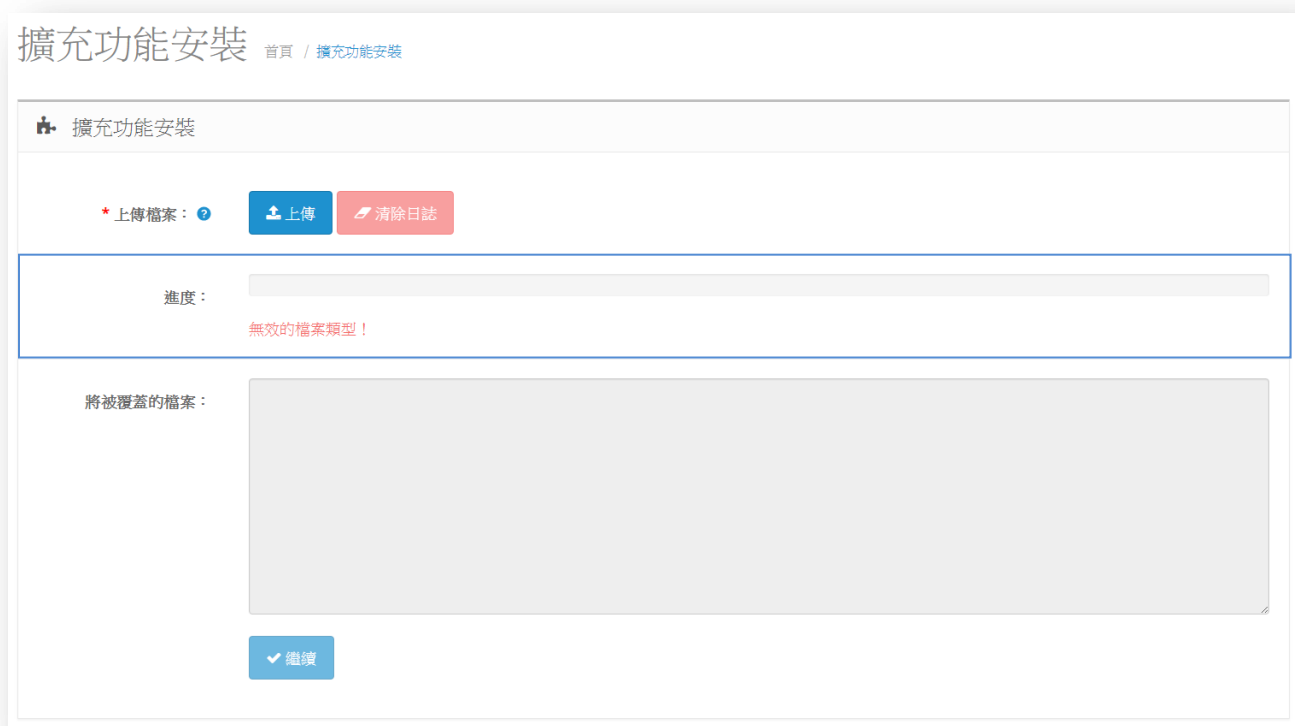 擴充功能安裝 首頁 / 擴充功能安裝
擴充功能安裝
* 上傳檔案： 上傳 清除日誌
進度：
無效的檔案類型！
將被覆蓋的檔案：
繼續